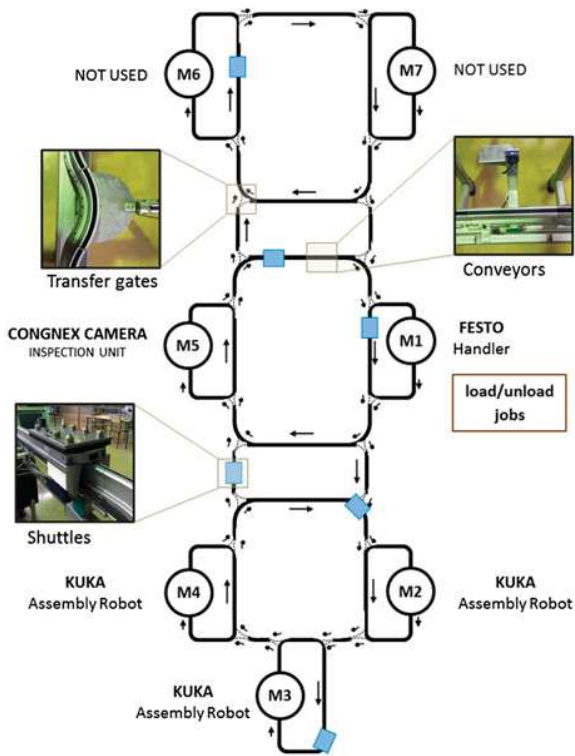 NOT USED
M6
M7
NOT USED
Transfer gates
Conveyors
CONGNEX CAMERA
INSPECTION UNIT
M5
M1
FESTO
Handler
load/unload
jobs
Shuttles
KUKA
Assembly Robot
M4
M2
KUKA
Assembly Robot
KUKA
Assembly Robot
M3